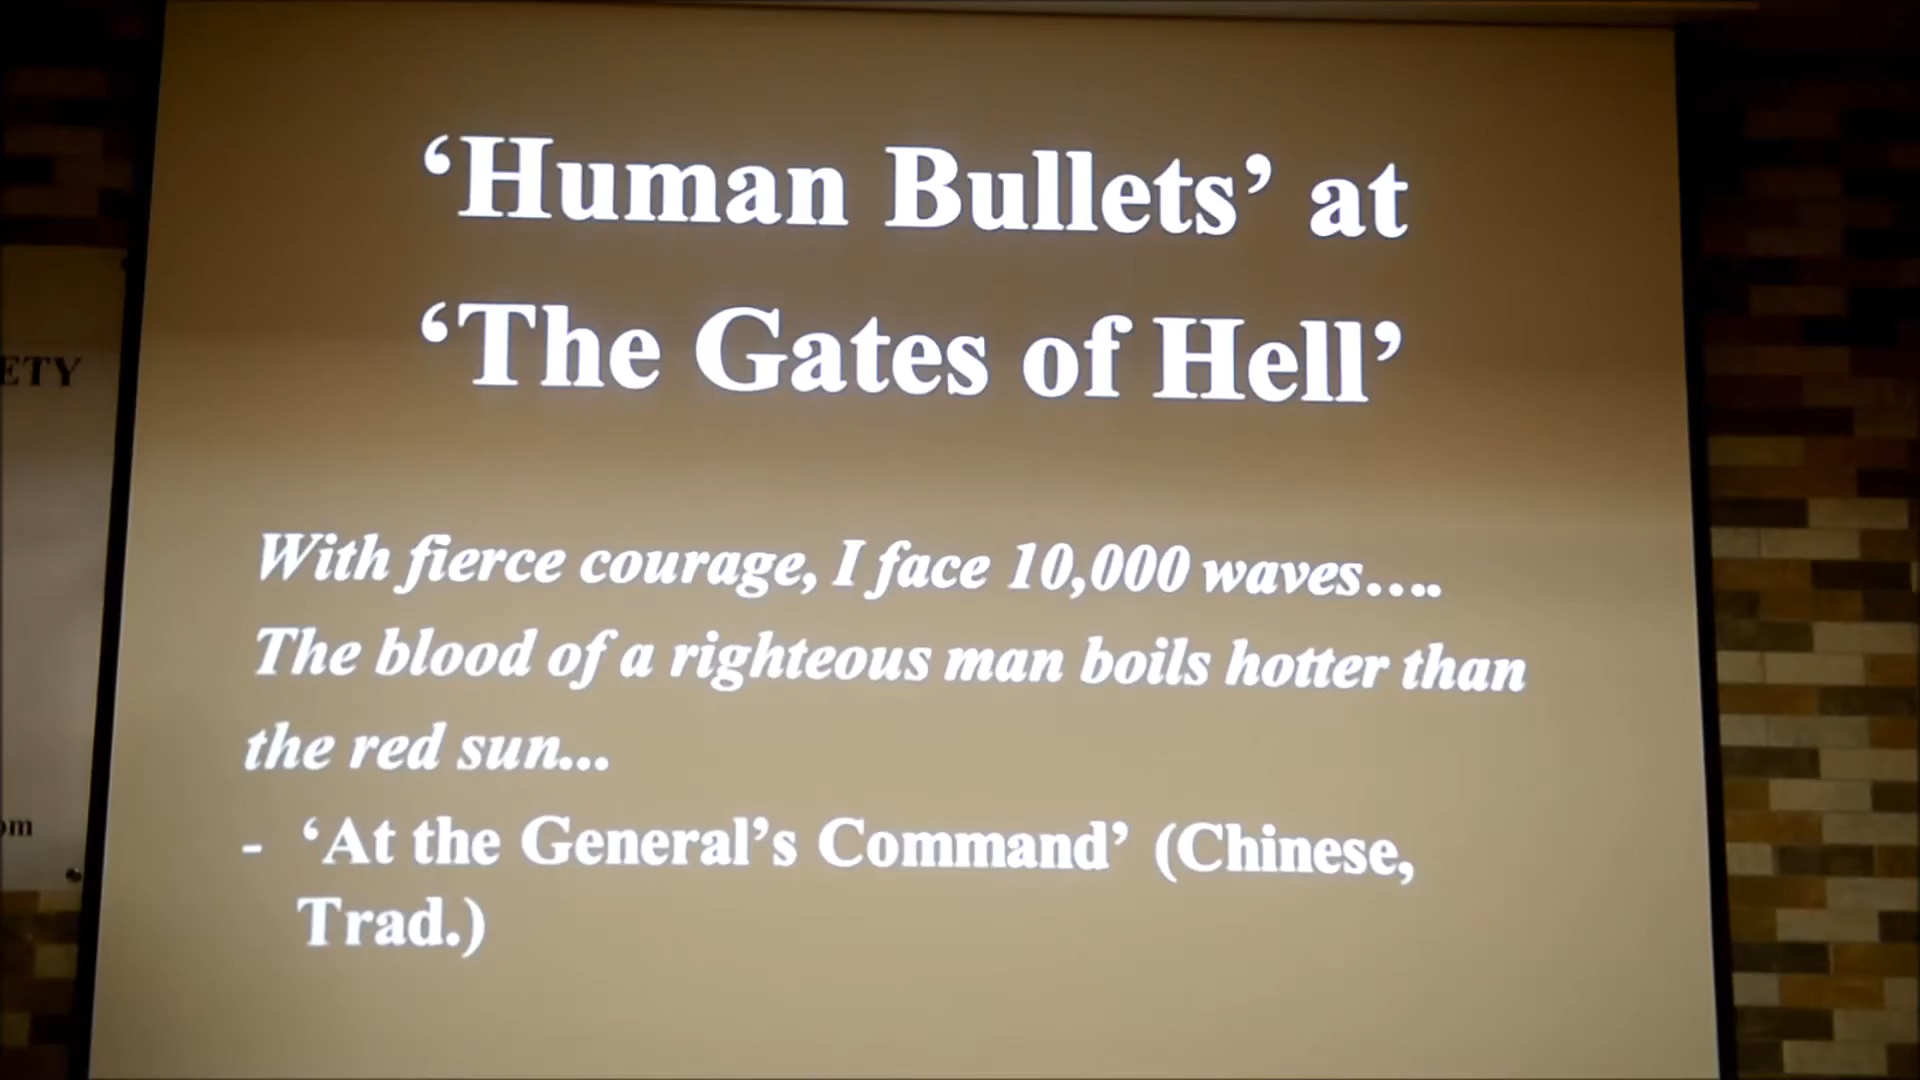 ‘Human Bullets’ at
‘The Gates of Hell’
With fierce courage, I face 10,000 waves….
The blood of a righteous man boils hotter than
the red sun...
- ‘At the General’s Command’ (Chinese,
Trad.)
ETY
om